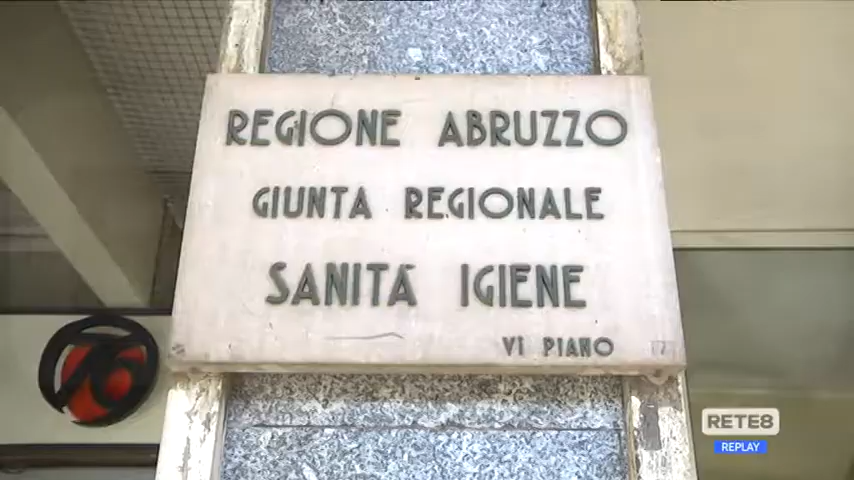 REGIONE ABRUZZO
GIUNTA REGIONALE
SANITÀ IGIENE
VI PIANO
RETE8
REPLAY